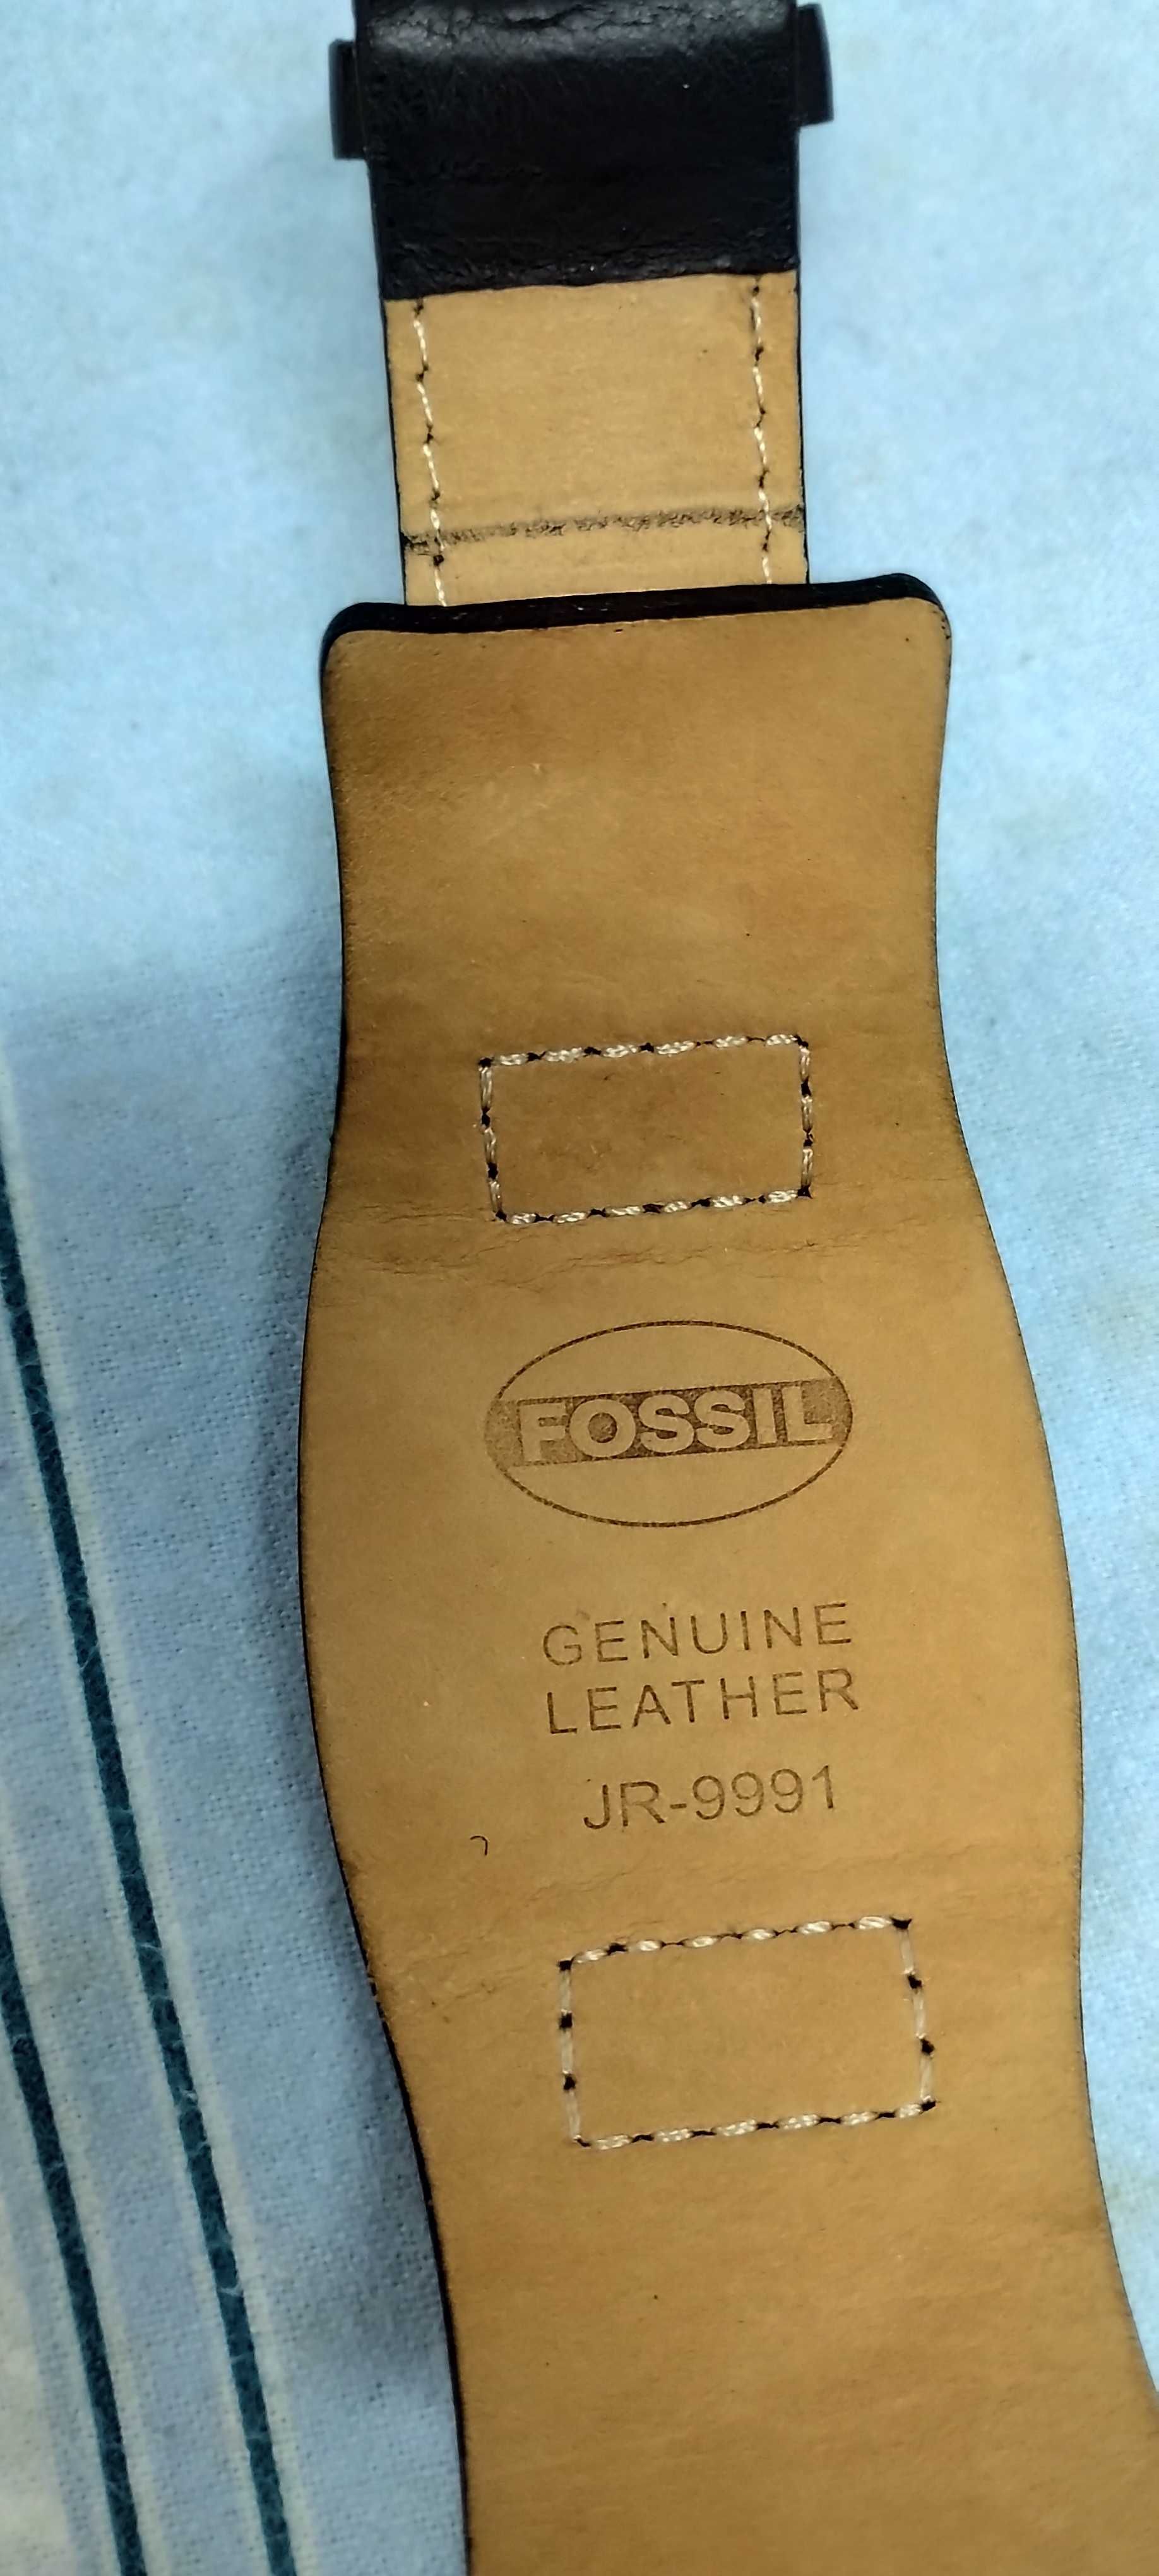 FOSSIL
GENUINE
LEATHER
JR-9991